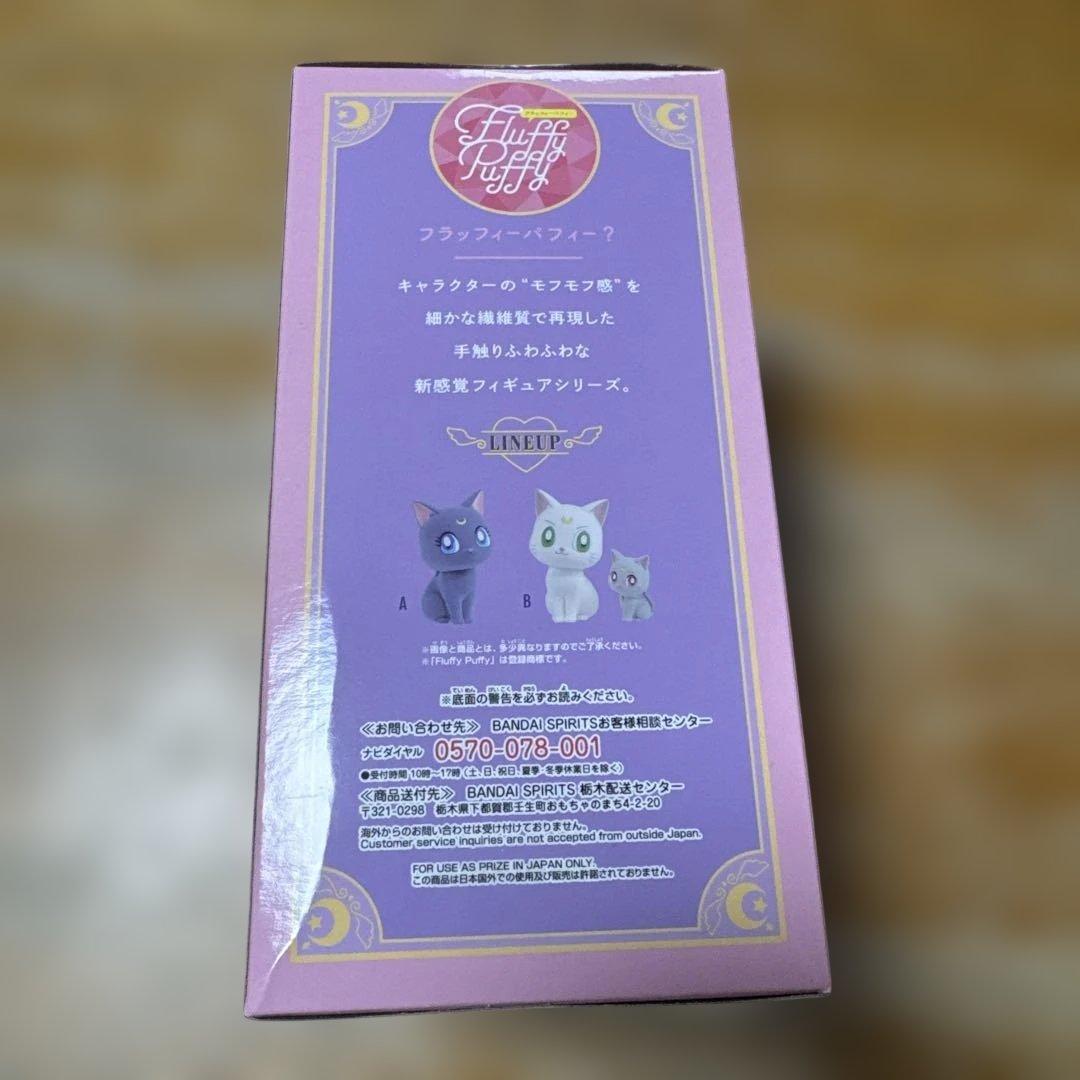 フラッフィーパフィー
Fluffy
Puffy
フラッフィーパフィー？
キャラクターの“モフモフ感”を
細かな繊維質で再現した
手触りふわふわな
新感覚フィギュアシリーズ。
LINEUP
A
B
※画像と商品とは、多少異なりますのでご了承ください。
※「Fluffy Puffy」は登録商標です。
※底面の警告を必ずお読みください。
≪お問い合わせ先≫ BANDAI SPIRITSお客様相談センター
ナビダイヤル 0570-078-001
●受付時間 10時〜17時（土、日、祝日、夏季・冬季休業日を除く）
≪商品送付先≫ BANDAI SPIRITS 栃木配送センター
〒321-0298 栃木県下都賀郡壬生町おもちゃのまち4-2-20
海外からのお問い合わせは受け付けておりません。
Customer service inquiries are not accepted from outside Japan.
FOR USE AS PRIZE IN JAPAN ONLY.
この商品は日本国外での使用及び販売は許諾されておりません。